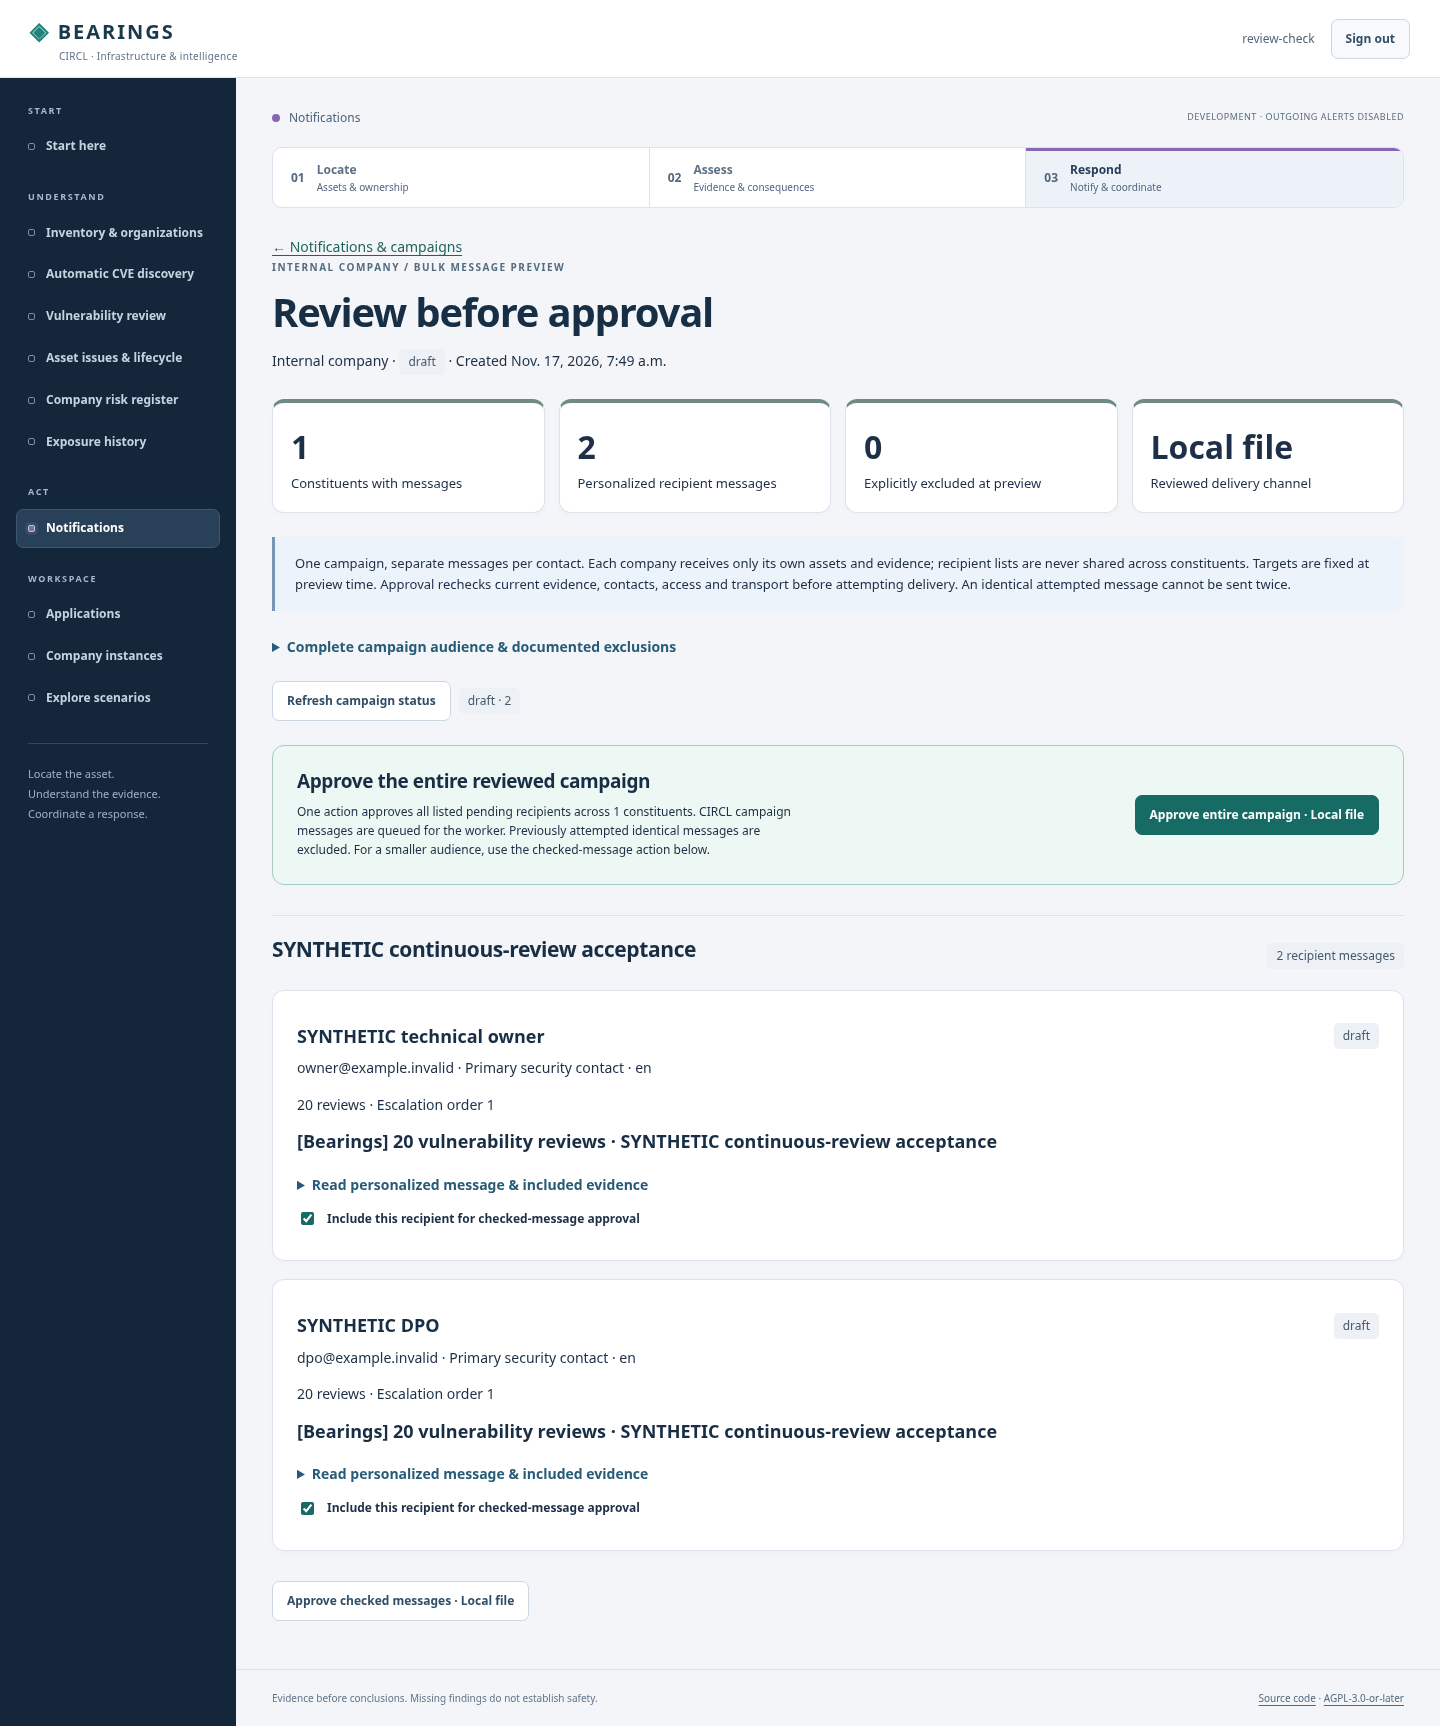 BEARINGS
CIRCL · Infrastructure & intelligence
review-check
Sign out
START
Start here
UNDERSTAND
Inventory & organizations
Automatic CVE discovery
Vulnerability review
Asset issues & lifecycle
Company risk register
Exposure history
ACT
Notifications
WORKSPACE
Applications
Company instances
Explore scenarios
Locate the asset.
Understand the evidence.
Coordinate a response.
Notifications
DEVELOPMENT · OUTGOING ALERTS DISABLED
01
Locate
Assets & ownership
02
Assess
Evidence & consequences
03
Respond
Notify & coordinate
← Notifications & campaigns
INTERNAL COMPANY / BULK MESSAGE PREVIEW
Review before approval
Internal company · draft · Created Nov. 17, 2026, 7:49 a.m.
1
Constituents with messages
2
Personalized recipient messages
0
Explicitly excluded at preview
Local file
Reviewed delivery channel
One campaign, separate messages per contact. Each company receives only its own assets and evidence; recipient lists are never shared across constituents. Targets are fixed at
preview time. Approval rechecks current evidence, contacts, access and transport before attempting delivery. An identical attempted message cannot be sent twice.
▶ Complete campaign audience & documented exclusions
Refresh campaign status
draft · 2
Approve the entire reviewed campaign
One action approves all listed pending recipients across 1 constituents. CIRCL campaign
messages are queued for the worker. Previously attempted identical messages are
excluded. For a smaller audience, use the checked-message action below.
Approve entire campaign · Local file
SYNTHETIC continuous-review acceptance
2 recipient messages
SYNTHETIC technical owner
draft
owner@example.invalid · Primary security contact · en
20 reviews · Escalation order 1
[Bearings] 20 vulnerability reviews · SYNTHETIC continuous-review acceptance
▶ Read personalized message & included evidence
Include this recipient for checked-message approval
SYNTHETIC DPO
draft
dpo@example.invalid · Primary security contact · en
20 reviews · Escalation order 1
[Bearings] 20 vulnerability reviews · SYNTHETIC continuous-review acceptance
▶ Read personalized message & included evidence
Include this recipient for checked-message approval
Approve checked messages · Local file
Evidence before conclusions. Missing findings do not establish safety.
Source code · AGPL-3.0-or-later